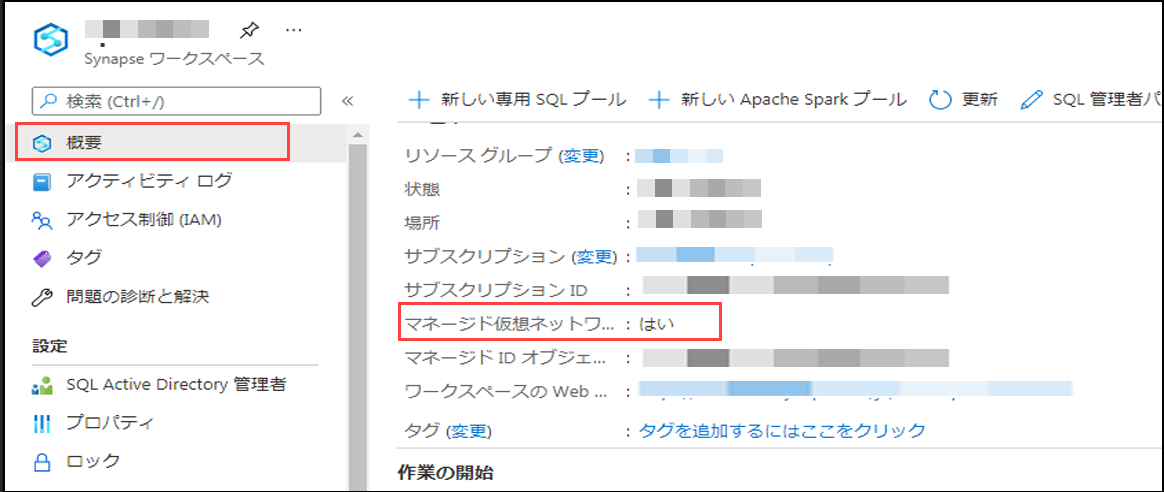 Synapse ワークスペース
検索 (Ctrl+/)
新しい専用 SQL プール
新しい Apache Spark プール
更新
SQL 管理者パ
概要
アクティビティ ログ
アクセス制御 (IAM)
タグ
問題の診断と解決
設定
SQL Active Directory 管理者
プロパティ
ロック
リソース グループ (変更) :
状態 :
場所 :
サブスクリプション (変更) :
サブスクリプション ID :
マネージド仮想ネットワ... : はい
マネージド ID オブジェ... :
ワークスペースの Web ... :
タグ (変更) : タグを追加するにはここをクリック
作業の開始